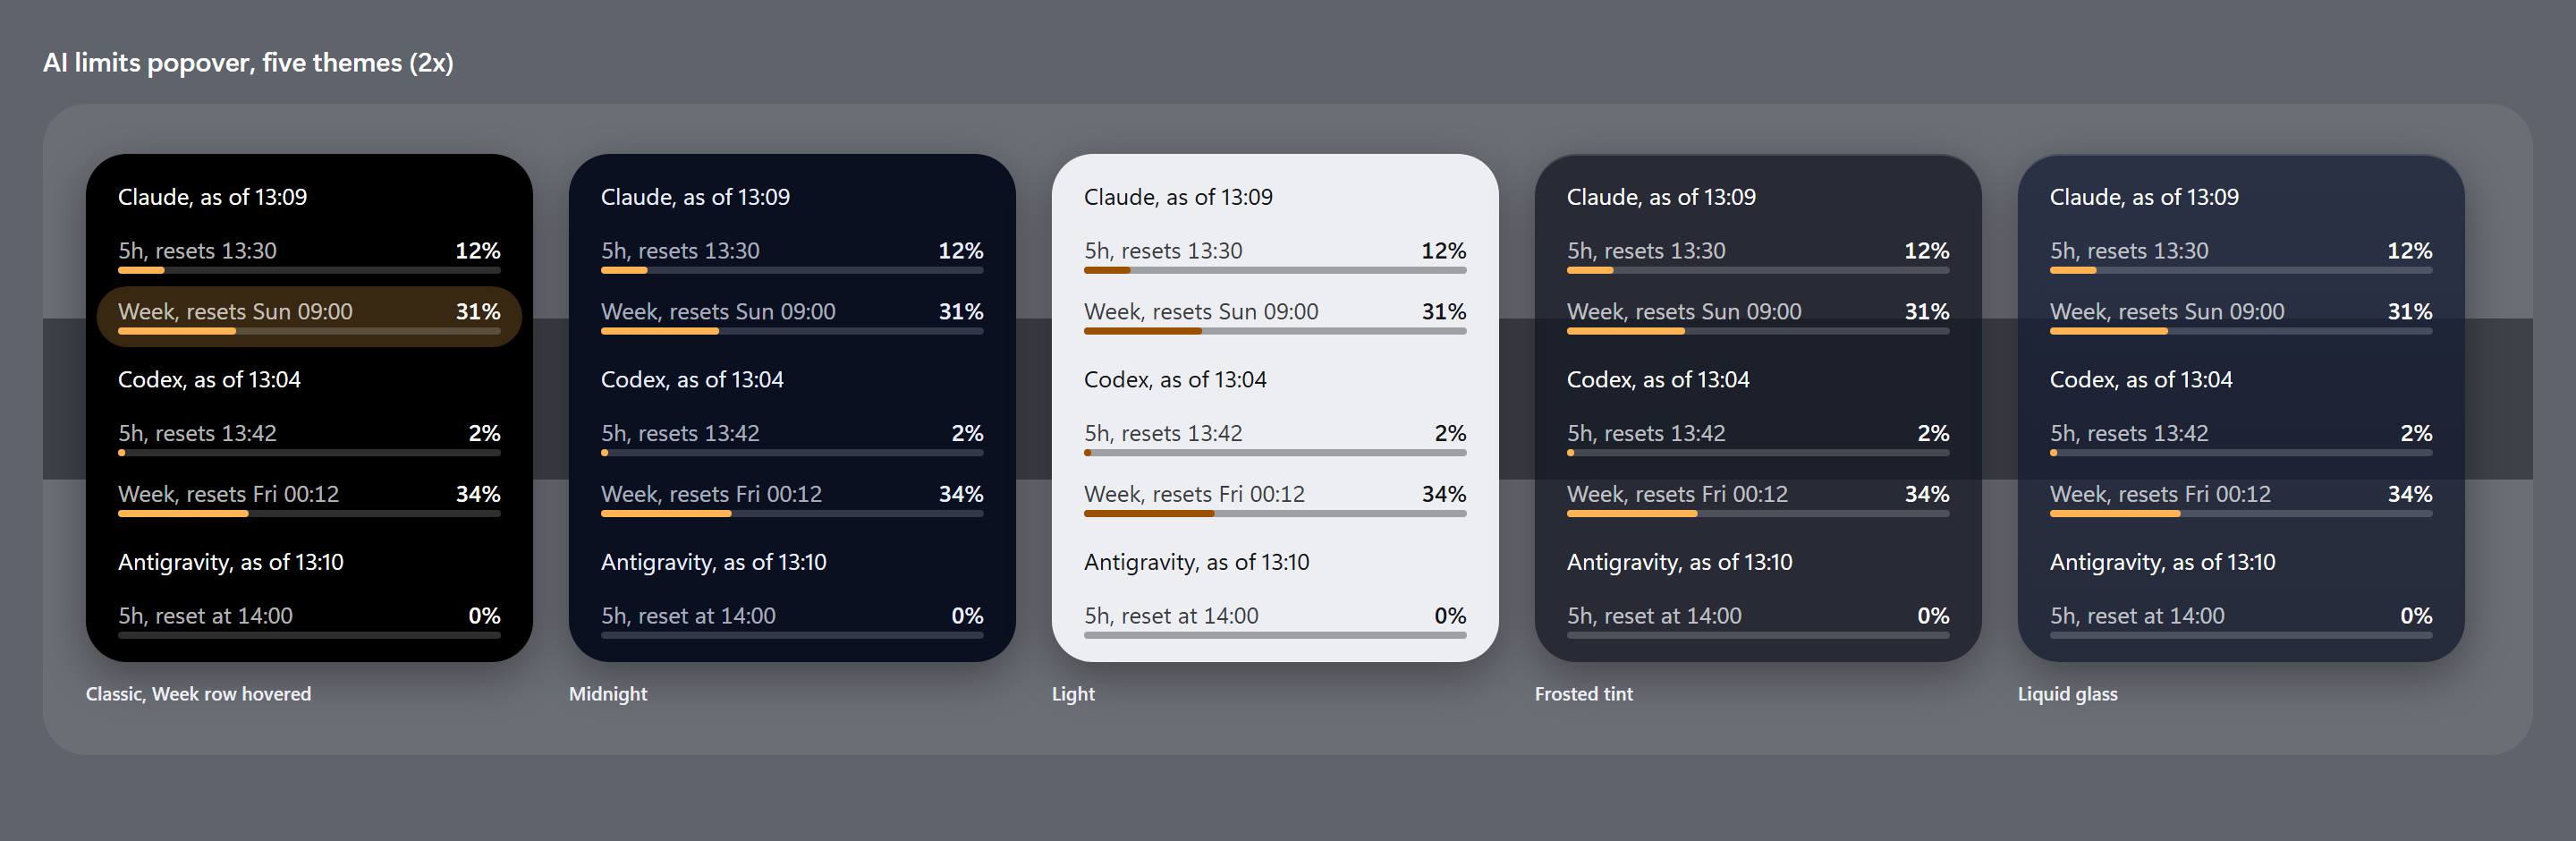 AI limits popover, five themes (2x)
Claude, as of 13:09
5h, resets 13:30 12%
Week, resets Sun 09:00 31%
Codex, as of 13:04
5h, resets 13:42 2%
Week, resets Fri 00:12 34%
Antigravity, as of 13:10
5h, reset at 14:00 0%
Classic, Week row hovered
Claude, as of 13:09
5h, resets 13:30 12%
Week, resets Sun 09:00 31%
Codex, as of 13:04
5h, resets 13:42 2%
Week, resets Fri 00:12 34%
Antigravity, as of 13:10
5h, reset at 14:00 0%
Midnight
Claude, as of 13:09
5h, resets 13:30 12%
Week, resets Sun 09:00 31%
Codex, as of 13:04
5h, resets 13:42 2%
Week, resets Fri 00:12 34%
Antigravity, as of 13:10
5h, reset at 14:00 0%
Light
Claude, as of 13:09
5h, resets 13:30 12%
Week, resets Sun 09:00 31%
Codex, as of 13:04
5h, resets 13:42 2%
Week, resets Fri 00:12 34%
Antigravity, as of 13:10
5h, reset at 14:00 0%
Frosted tint
Claude, as of 13:09
5h, resets 13:30 12%
Week, resets Sun 09:00 31%
Codex, as of 13:04
5h, resets 13:42 2%
Week, resets Fri 00:12 34%
Antigravity, as of 13:10
5h, reset at 14:00 0%
Liquid glass